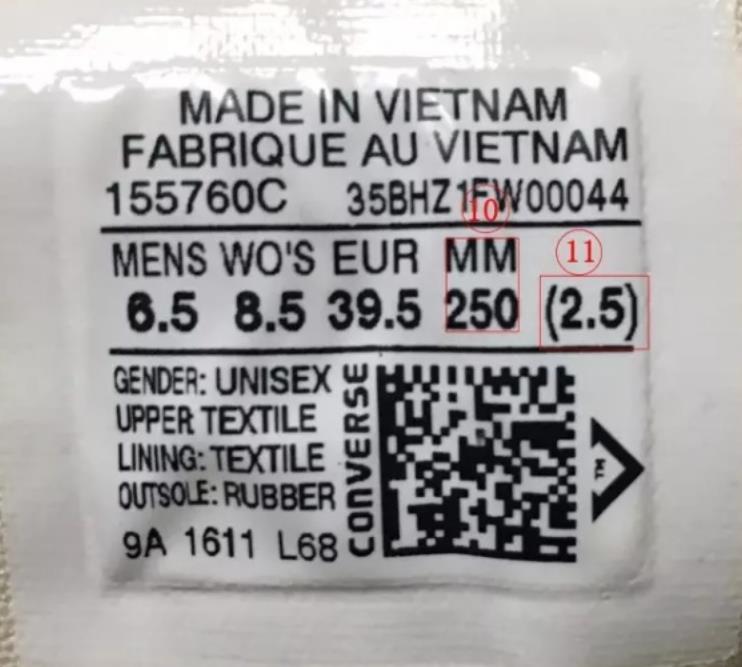 MADE IN VIETNAM
FABRIQUE AU VIETNAM
155760C 35BHZ1FW00044
10
11
MENS WO'S EUR MM
6.5 8.5 39.5 250 (2.5)
GENDER: UNISEX
UPPER TEXTILE
LINING: TEXTILE
OUTSOLE: RUBBER
9A 1611 L68
CONVERSE
TM